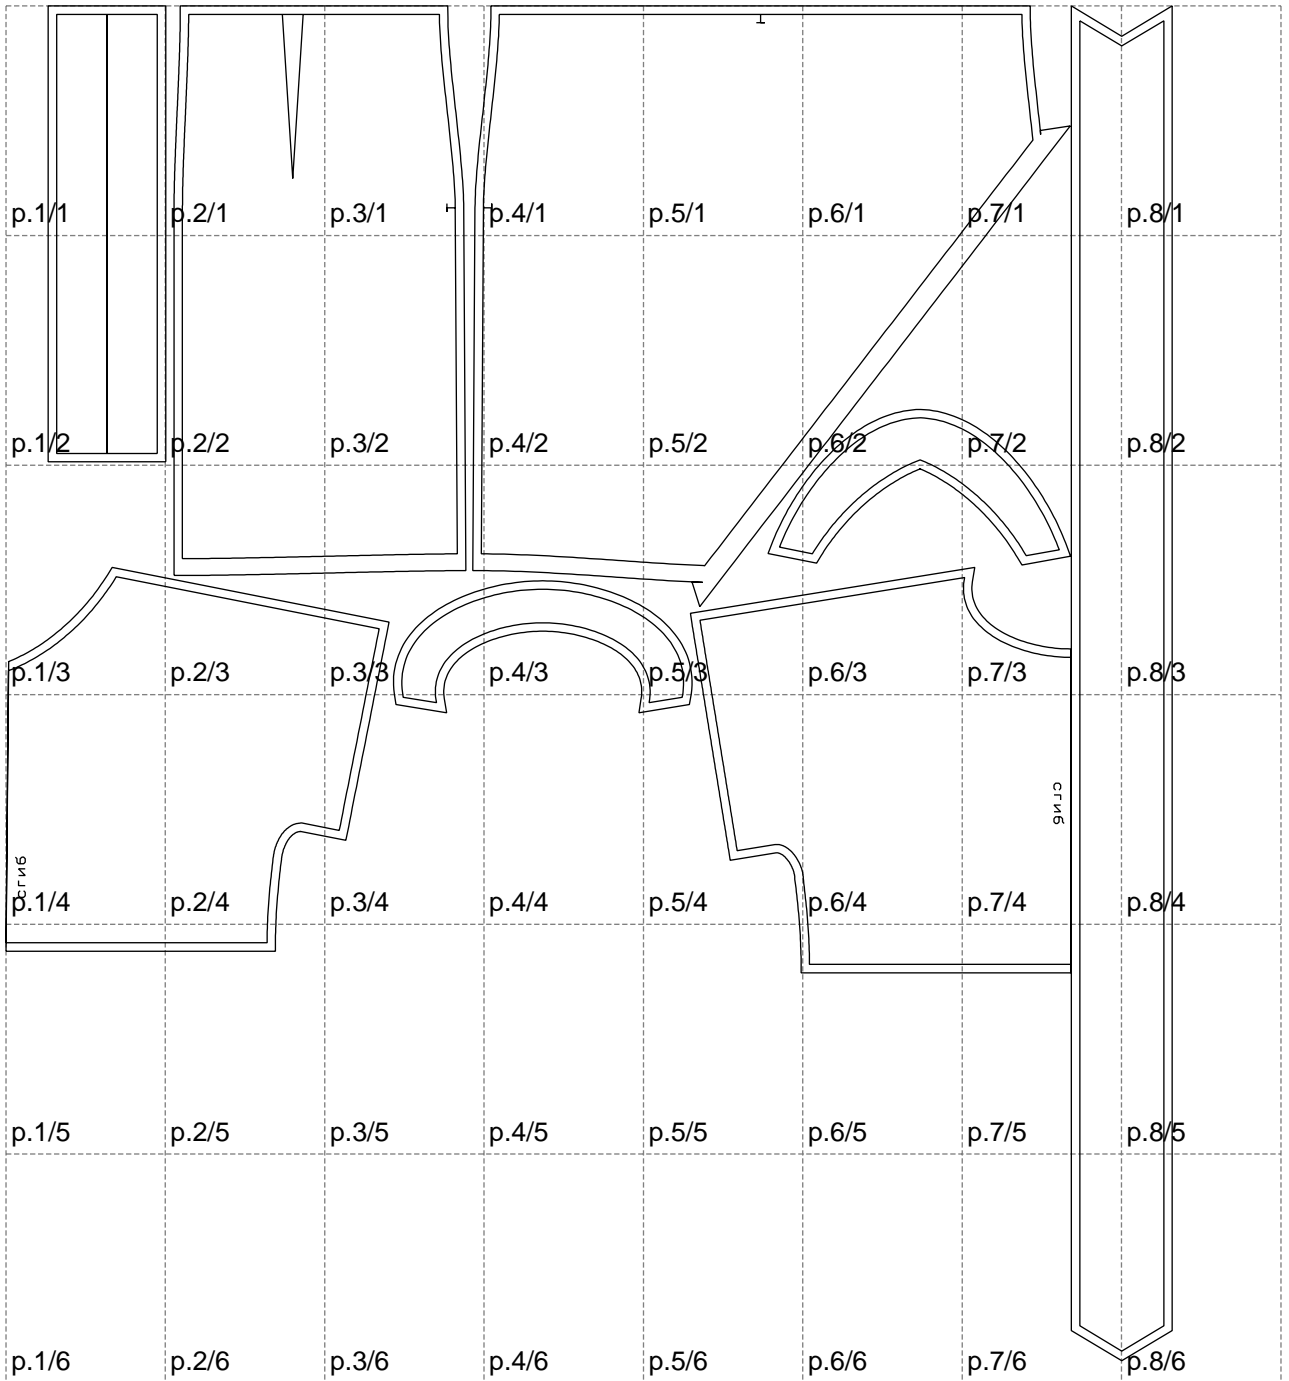 p.1/1 p.2/1 p.3/1 p.4/1 p.5/1 p.6/1 p.7/1 p.8/1
p.1/2 p.2/2 p.3/2 p.4/2 p.5/2 p.6/2 p.7/2 p.8/2
p.1/3 p.2/3 p.3/3 p.4/3 p.5/3 p.6/3 p.7/3 p.8/3
сгиб
сгиб
p.1/4 p.2/4 p.3/4 p.4/4 p.5/4 p.6/4 p.7/4 p.8/4
p.1/5 p.2/5 p.3/5 p.4/5 p.5/5 p.6/5 p.7/5 p.8/5
p.1/6 p.2/6 p.3/6 p.4/6 p.5/6 p.6/6 p.7/6 p.8/6